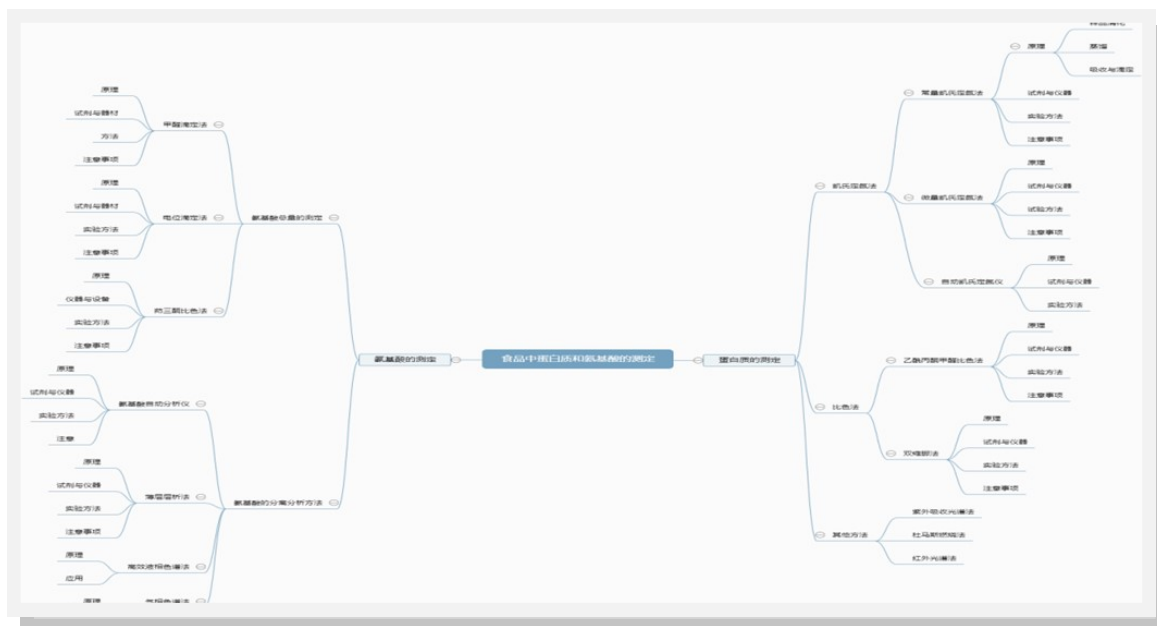 食品中蛋白质和氨基酸的测定
蛋白质的测定
凯氏定氮法
常量凯氏定氮法
原理
样品消化
蒸馏
吸收与滴定
试剂与仪器
实验方法
注意事项
微量凯氏定氮法
原理
试剂与仪器
试验方法
注意事项
自动凯氏定氮仪
原理
试剂与仪器
实验方法
比色法
乙酰丙酮甲醛比色法
原理
试剂与仪器
实验方法
注意事项
双缩脲法
原理
试剂与仪器
实验方法
注意事项
其他方法
紫外吸收光谱法
杜马斯燃烧法
红外光谱法
氨基酸的测定
氨基酸总量的测定
甲醛滴定法
原理
试剂与器材
方法
注意事项
电位滴定法
原理
试剂与器材
实验方法
注意事项
茚三酮比色法
原理
仪器与设备
实验方法
注意事项
氨基酸的分离分析方法
氨基酸自动分析仪
原理
试剂与仪器
实验方法
注意
薄层层析法
原理
试剂与仪器
实验方法
注意事项
高效液相色谱法
原理
应用
气相色谱法
原理